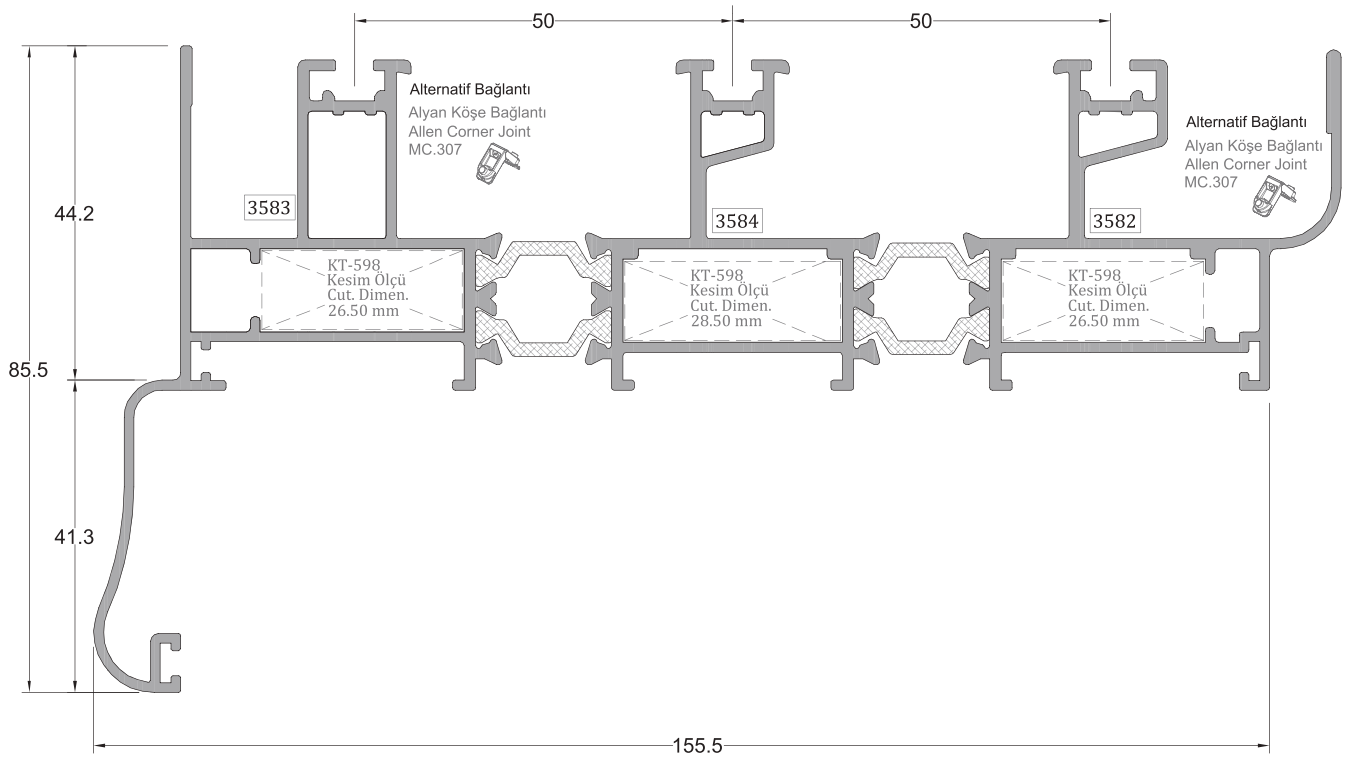 50
50
Alternatif Bağlantı
Alyan Köşe Bağlantı
Allen Corner Joint
MC.307
Alternatif Bağlantı
Alyan Köşe Bağlantı
Allen Corner Joint
MC.307
44.2
3583
3584
3582
KT-598
Kesim Ölçü
Cut. Dimen.
26.50 mm
KT-598
Kesim Ölçü
Cut. Dimen.
28.50 mm
KT-598
Kesim Ölçü
Cut. Dimen.
26.50 mm
85.5
41.3
155.5